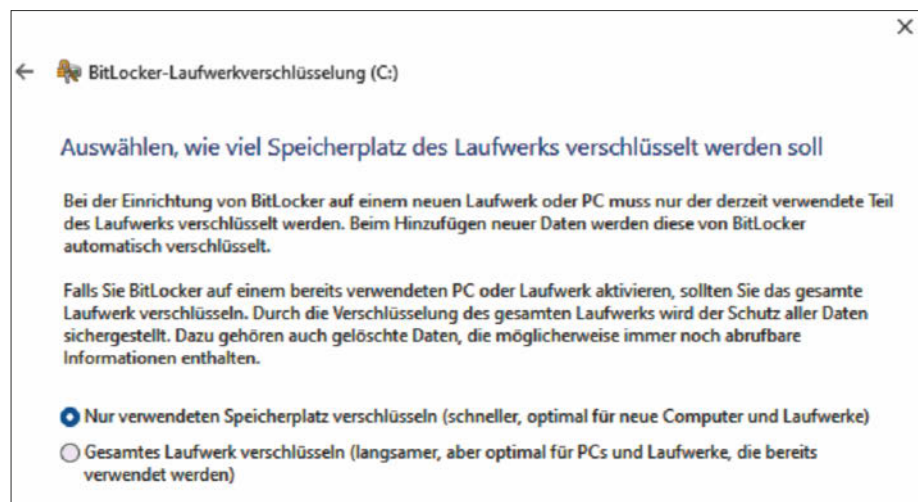 BitLocker-Laufwerkverschlüsselung (C:)
Auswählen, wie viel Speicherplatz des Laufwerks verschlüsselt werden soll
Bei der Einrichtung von BitLocker auf einem neuen Laufwerk oder PC muss nur der derzeit verwendete Teil
des Laufwerks verschlüsselt werden. Beim Hinzufügen neuer Daten werden diese von BitLocker
automatisch verschlüsselt.
Falls Sie BitLocker auf einem bereits verwendeten PC oder Laufwerk aktivieren, sollten Sie das gesamte
Laufwerk verschlüsseln. Durch die Verschlüsselung des gesamten Laufwerks wird der Schutz aller Daten
sichergestellt. Dazu gehören auch gelöschte Daten, die möglicherweise immer noch abrufbare
Informationen enthalten.
Nur verwendeten Speicherplatz verschlüsseln (schneller, optimal für neue Computer und Laufwerke)
Gesamtes Laufwerk verschlüsseln (langsamer, aber optimal für PCs und Laufwerke, die bereits
verwendet werden)